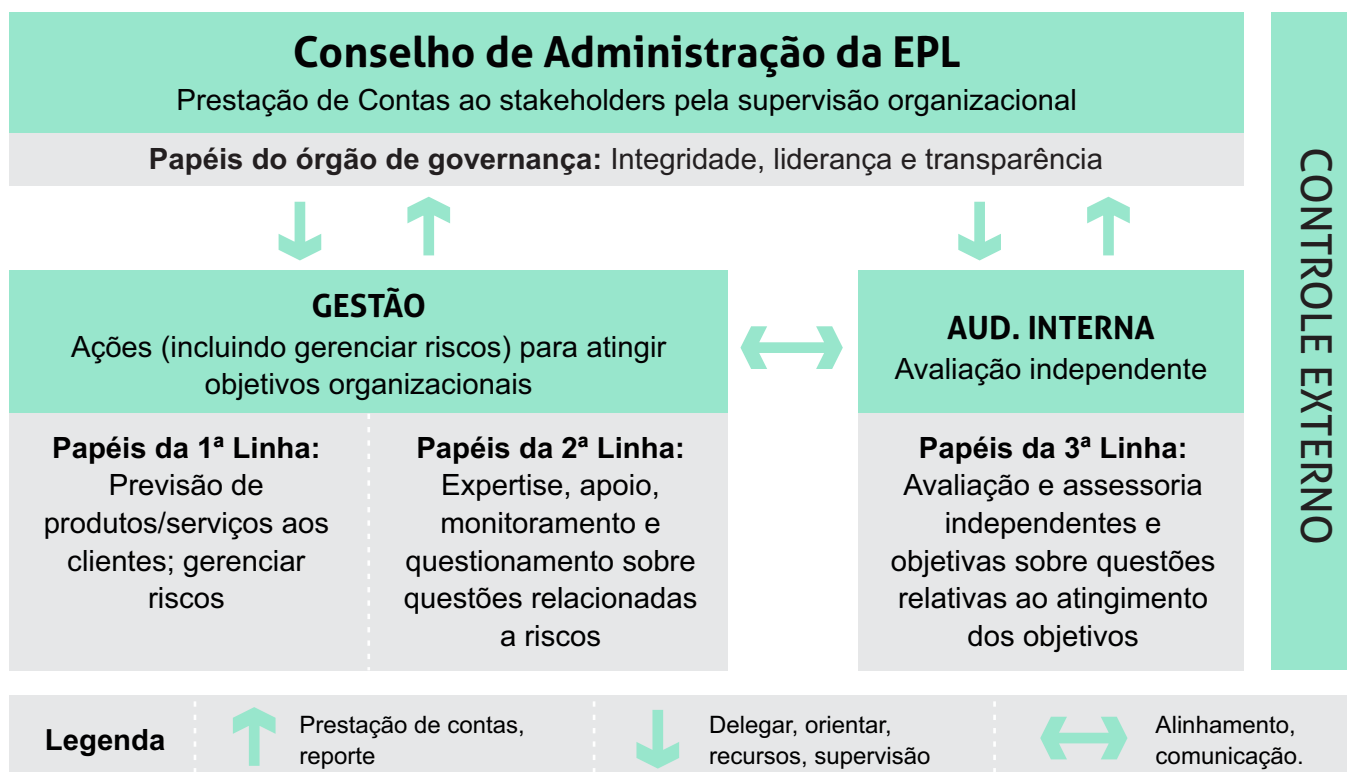 Conselho de Administração da EPL
Prestação de Contas ao stakeholders pela supervisão organizacional
Papéis do órgão de governança: Integridade, liderança e transparência
GESTÃO
Ações (incluindo gerenciar riscos) para atingir
objetivos organizacionais
Papéis da 1ª Linha:
Previsão de
produtos/serviços aos
clientes; gerenciar
riscos
Papéis da 2ª Linha:
Expertise, apoio,
monitoramento e
questionamento sobre
questões relacionadas
a riscos
AUD. INTERNA
Avaliação independente
Papéis da 3ª Linha:
Avaliação e assessoria
independentes e
objetivas sobre questões
relativas ao atingimento
dos objetivos
CONTROLE EXTERNO
Legenda
Prestação de contas,
reporte
Delegar, orientar,
recursos, supervisão
Alinhamento,
comunicação.